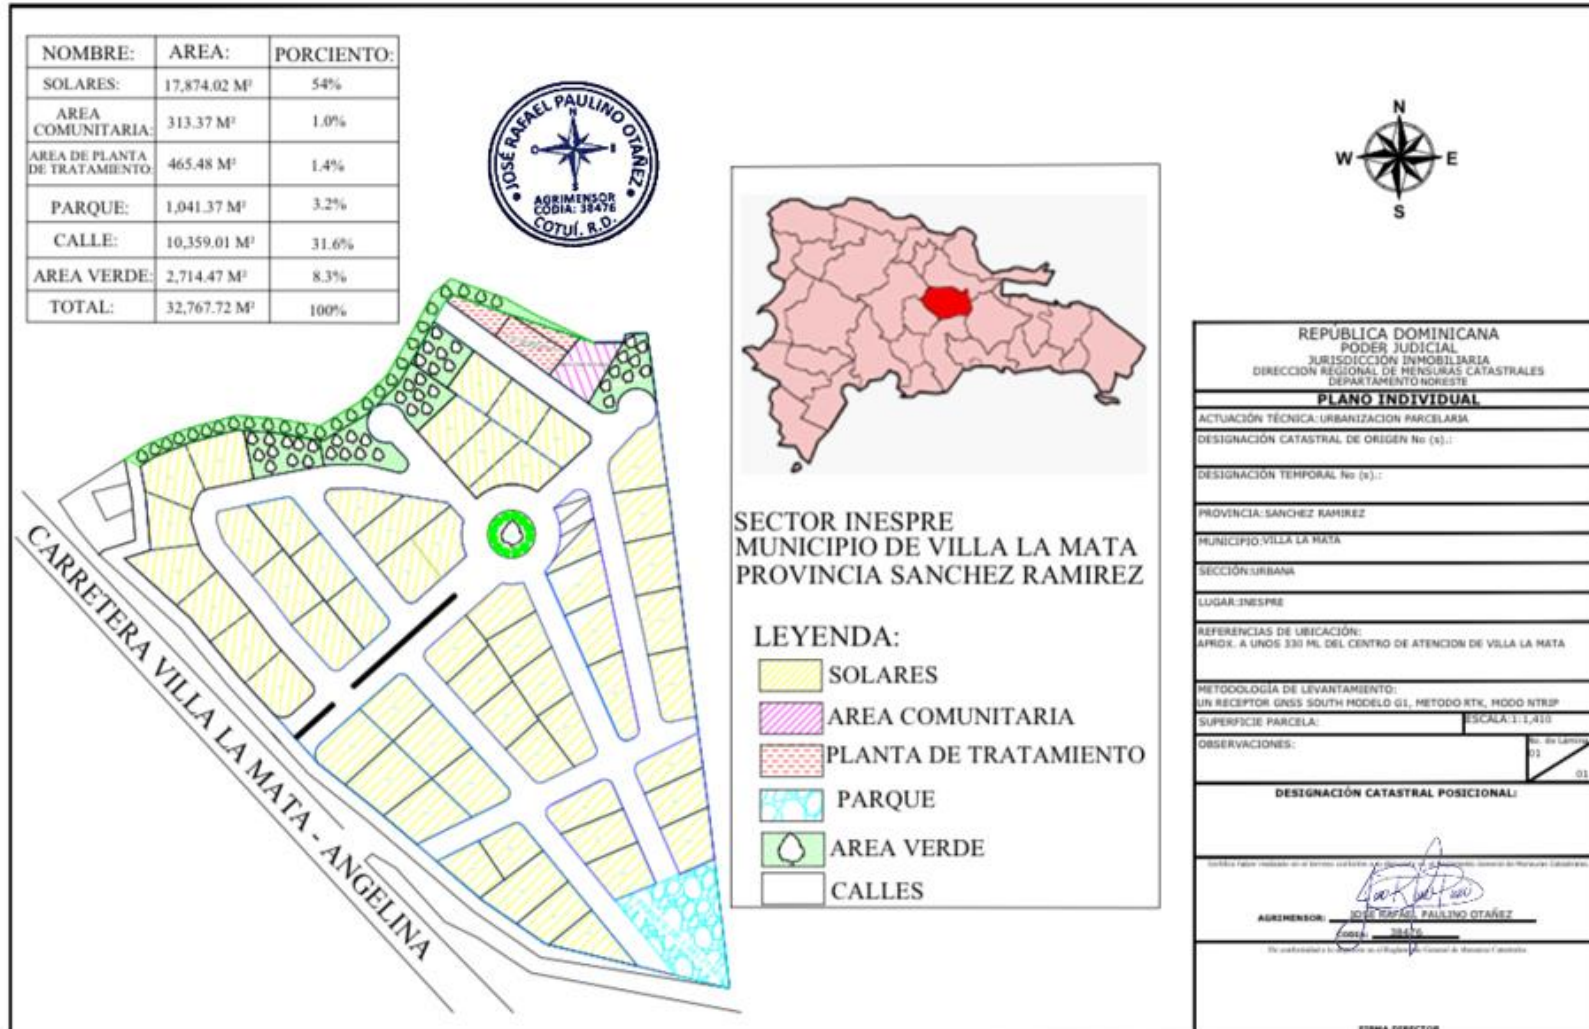 NOMBRE: AREA: PORCIENTO:
SOLARES: 17,874.02 M² 54%
AREA
COMUNITARIA: 313.37 M² 1.0%
AREA DE PLANTA
DE TRATAMIENTO: 465.48 M² 1.4%
PARQUE: 1,041.37 M² 3.2%
CALLE: 10,359.01 M² 31.6%
AREA VERDE: 2,714.47 M² 8.3%
TOTAL: 32,767.72 M² 100%
JOSÉ RAFAEL PAULINO OTAÑEZ
N
O E
S
AGRIMENSOR
CODIA: 38476
COTUÍ. R.D.
N
W E
S
CARRETERA VILLA LA MATA - ANGELINA
SECTOR INESPRE
MUNICIPIO DE VILLA LA MATA
PROVINCIA SANCHEZ RAMIREZ
LEYENDA:
SOLARES
AREA COMUNITARIA
PLANTA DE TRATAMIENTO
PARQUE
AREA VERDE
CALLES
REPÚBLICA DOMINICANA
PODER JUDICIAL
JURISDICCIÓN INMOBILIARIA
DIRECCION REGIONAL DE MENSURAS CATASTRALES
DEPARTAMENTO NORESTE
PLANO INDIVIDUAL
ACTUACIÓN TÉCNICA: URBANIZACION PARCELARIA
DESIGNACIÓN CATASTRAL DE ORIGEN No (s).:
DESIGNACIÓN TEMPORAL No (s).:
PROVINCIA: SANCHEZ RAMIREZ
MUNICIPIO: VILLA LA MATA
SECCIÓN: URBANA
LUGAR: INESPRE
REFERENCIAS DE UBICACIÓN:
APROX. A UNOS 330 ML DEL CENTRO DE ATENCION DE VILLA LA MATA
METODOLOGÍA DE LEVANTAMIENTO:
UN RECEPTOR GNSS SOUTH MODELO G1, METODO RTK, MODO NTRIP
SUPERFICIE PARCELA: ESCALA: 1:1,410
OBSERVACIONES: No. de Lámina
01
01
DESIGNACIÓN CATASTRAL POSICIONAL:
AGRIMENSOR: JOSE RAFAEL PAULINO OTAÑEZ
CODIA: 38476